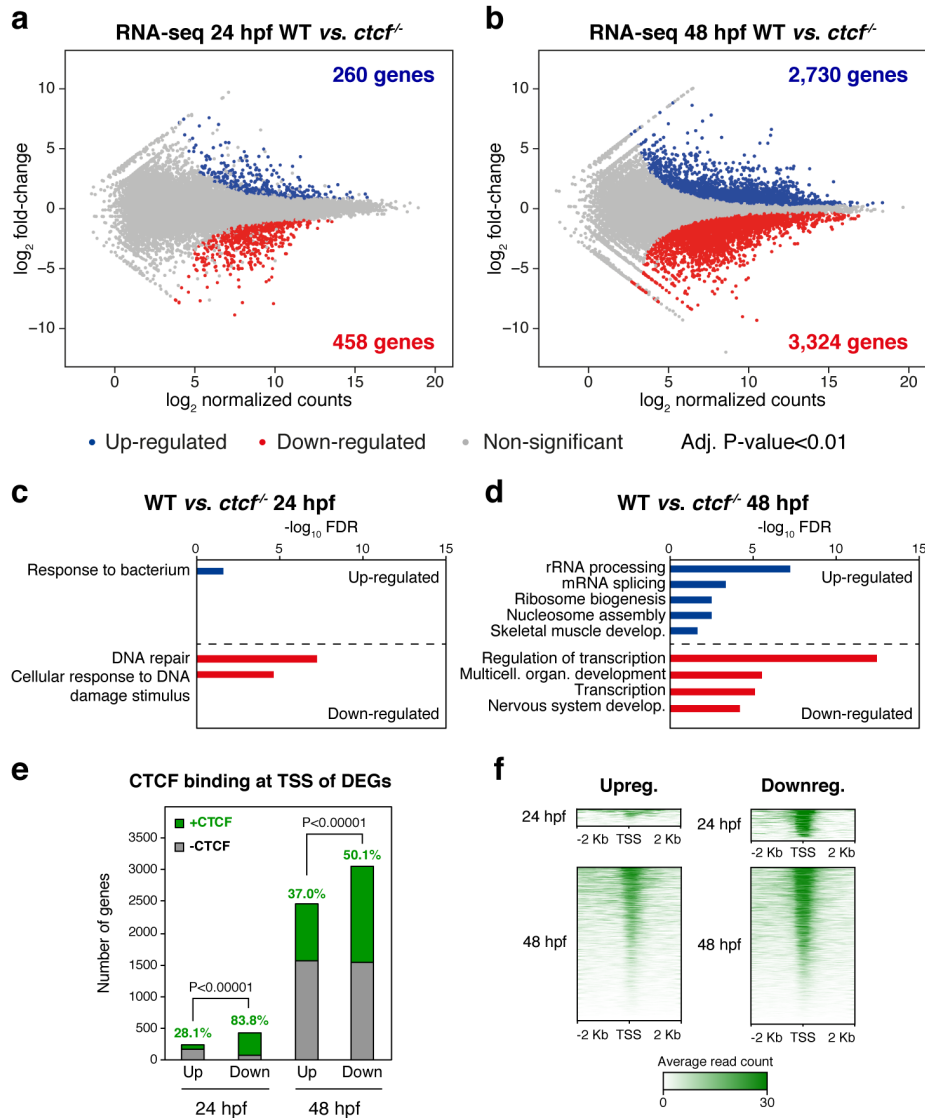 a
RNA-seq 24 hpf WT vs. ctcf-/-
260 genes
10
5
0
−5
−10
log2 fold-change
458 genes
0 5 10 15 20
log2 normalized counts
b
RNA-seq 48 hpf WT vs. ctcf-/-
2,730 genes
10
5
0
−5
−10
log2 fold-change
3,324 genes
0 5 10 15 20
log2 normalized counts
Up-regulated Down-regulated Non-significant Adj. P-value<0.01
c
WT vs. ctcf-/- 24 hpf
-log10 FDR
0 5 10 15
Response to bacterium
Up-regulated
DNA repair
Cellular response to DNA
damage stimulus
Down-regulated
d
WT vs. ctcf-/- 48 hpf
-log10 FDR
0 5 10 15
rRNA processing
Up-regulated
mRNA splicing
Ribosome biogenesis
Nucleosome assembly
Skeletal muscle develop.
Regulation of transcription
Multicell. organ. development
Transcription
Nervous system develop.
Down-regulated
e
CTCF binding at TSS of DEGs
+CTCF
-CTCF
3500
3000
2500
2000
1500
1000
500
0
Number of genes
P<0.00001
28.1%
83.8%
P<0.00001
37.0%
50.1%
Up Down Up Down
24 hpf 48 hpf
f
Upreg.
24 hpf
-2 Kb TSS 2 Kb
48 hpf
-2 Kb TSS 2 Kb
Downreg.
24 hpf
-2 Kb TSS 2 Kb
48 hpf
-2 Kb TSS 2 Kb
Average read count
0 30